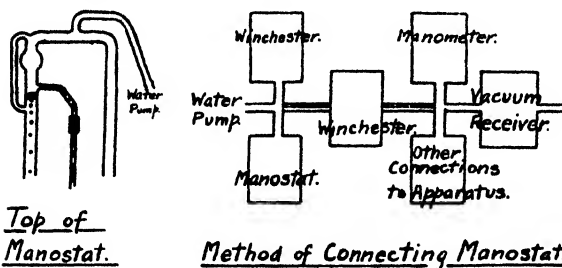 Water
Pump.
Top of
Manostat.
Winchester.
Manometer.
Water
Pump
Winchester.
Vacuum
Receiver.
Manostat.
Other
Connections
to Apparatus.
Method of Connecting Manostat